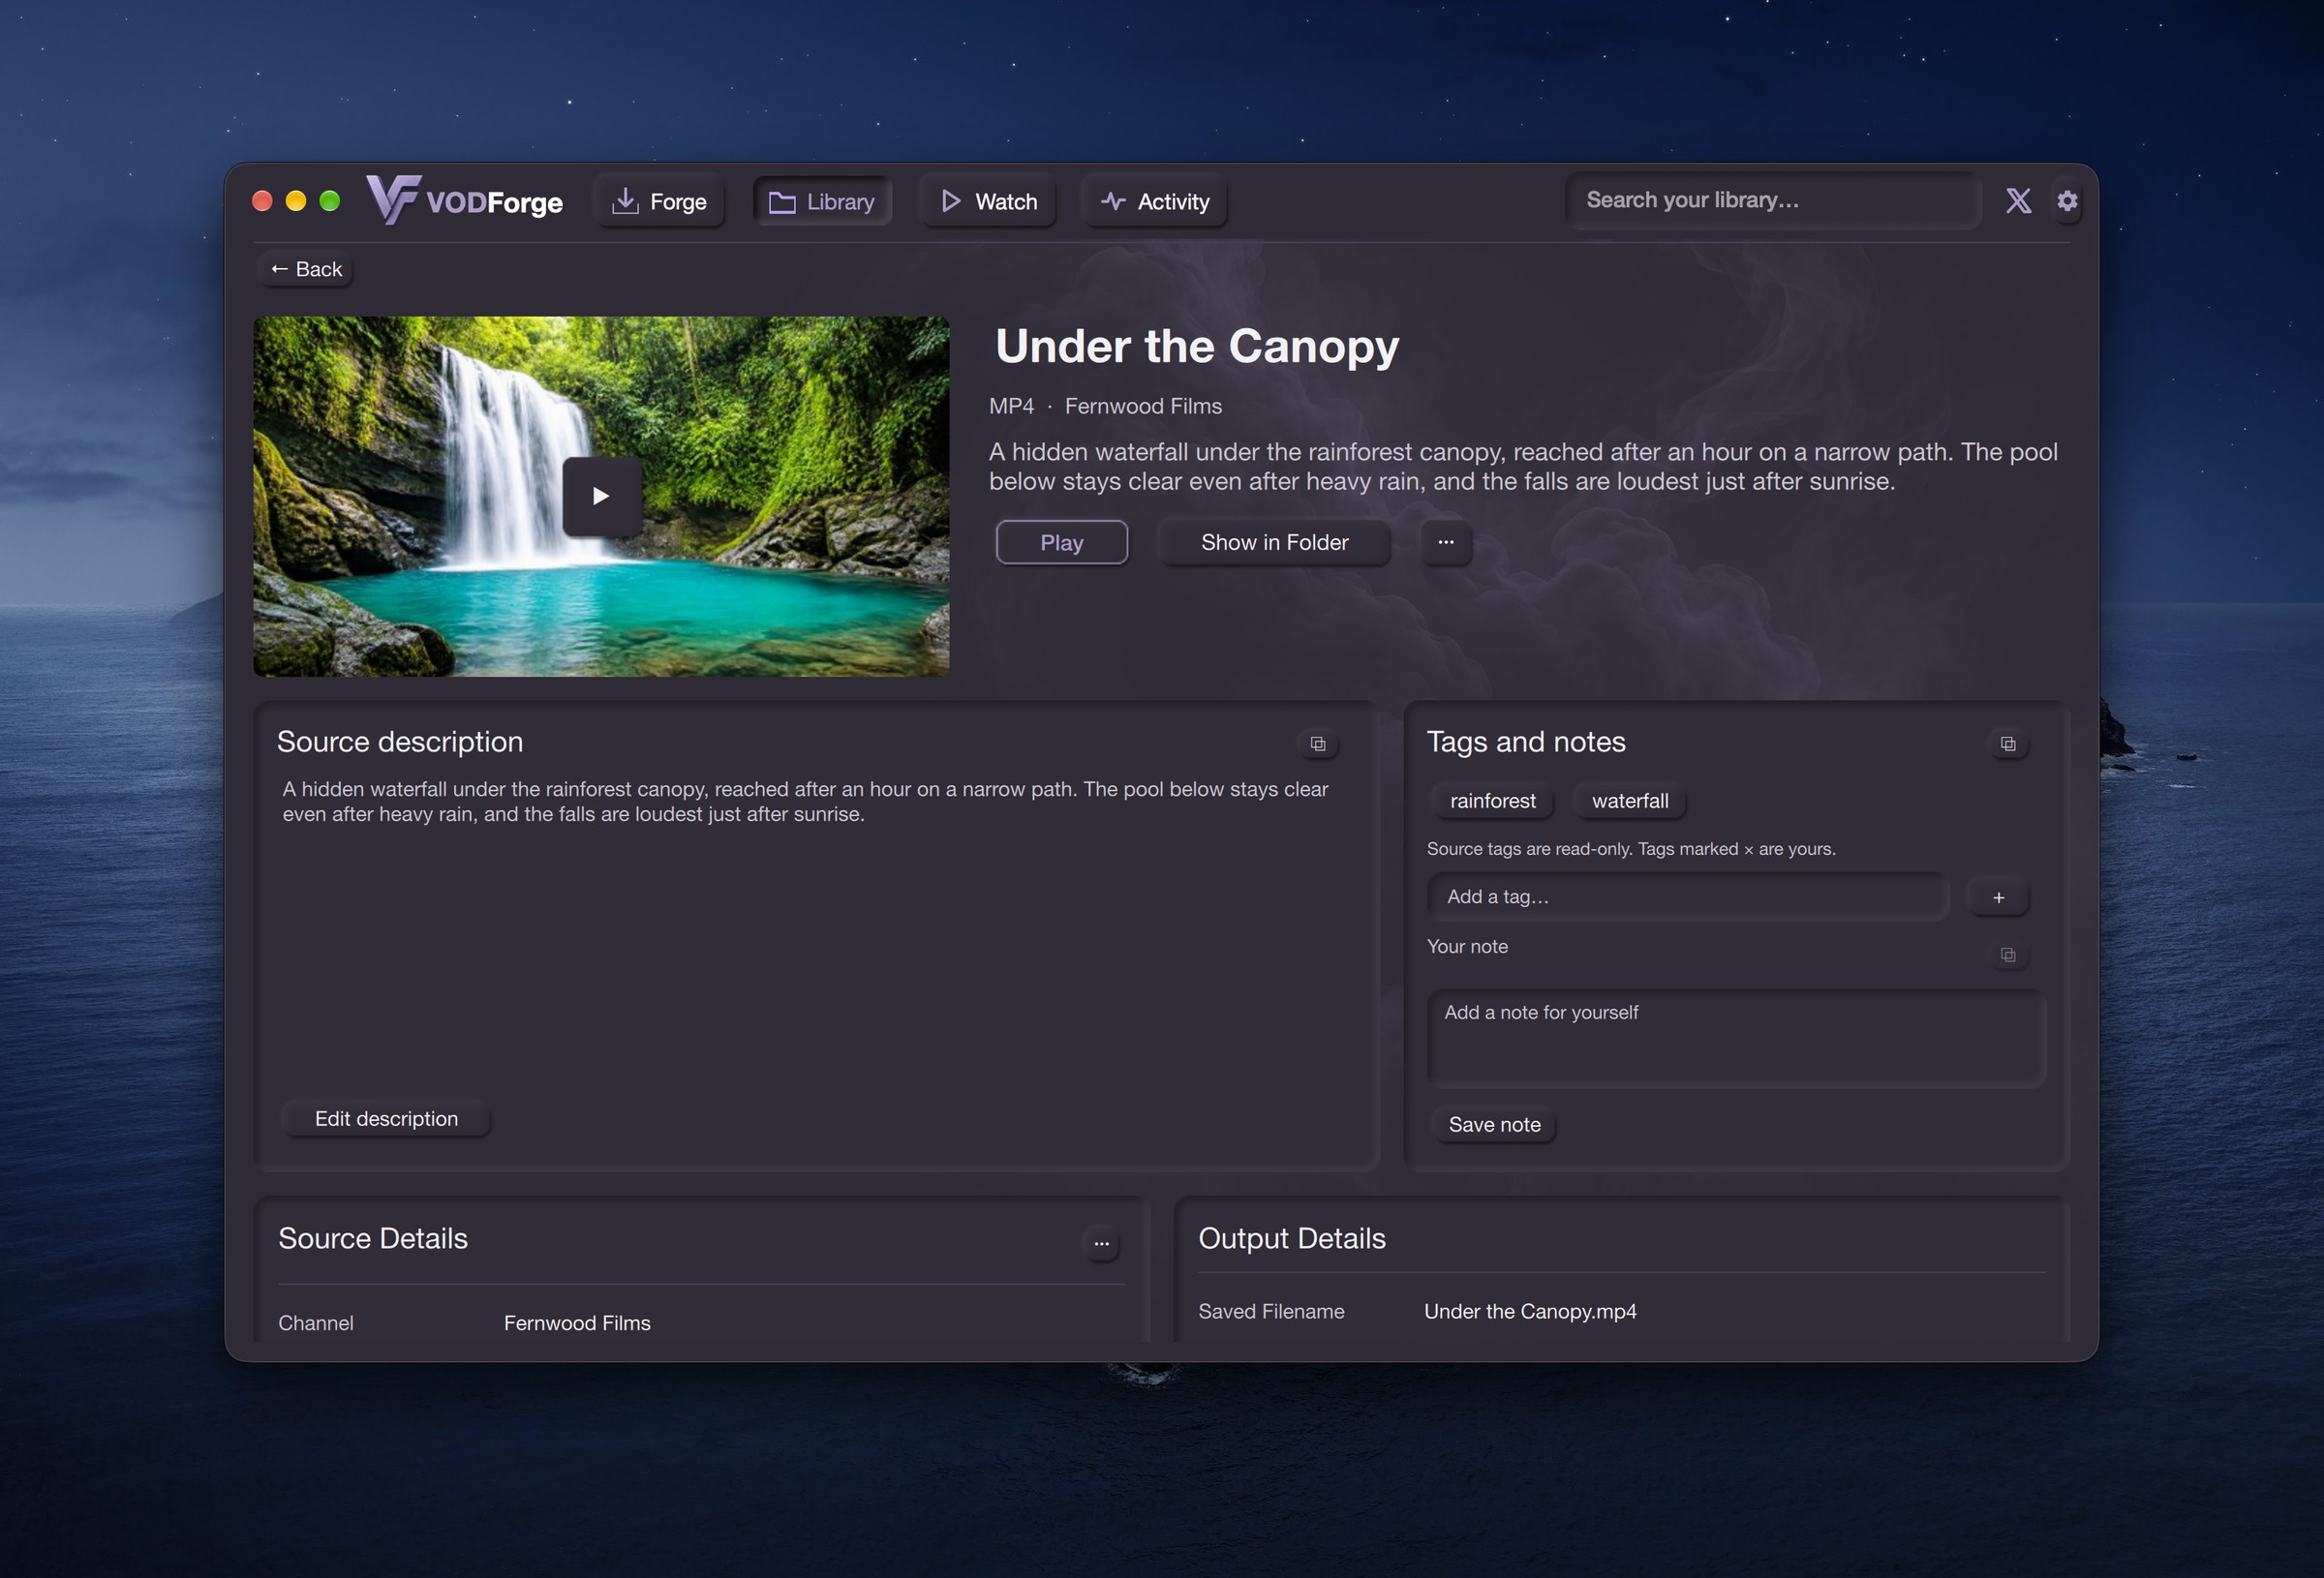 VODForge
Forge
Library
Watch
Activity
Search your library...
← Back
Under the Canopy
MP4 · Fernwood Films
A hidden waterfall under the rainforest canopy, reached after an hour on a narrow path. The pool
below stays clear even after heavy rain, and the falls are loudest just after sunrise.
Play
Show in Folder
...
Source description
A hidden waterfall under the rainforest canopy, reached after an hour on a narrow path. The pool below stays clear
even after heavy rain, and the falls are loudest just after sunrise.
Edit description
Tags and notes
rainforest
waterfall
Source tags are read-only. Tags marked × are yours.
Add a tag...
+
Your note
Add a note for yourself
Save note
Source Details
...
Channel
Fernwood Films
Output Details
Saved Filename
Under the Canopy.mp4